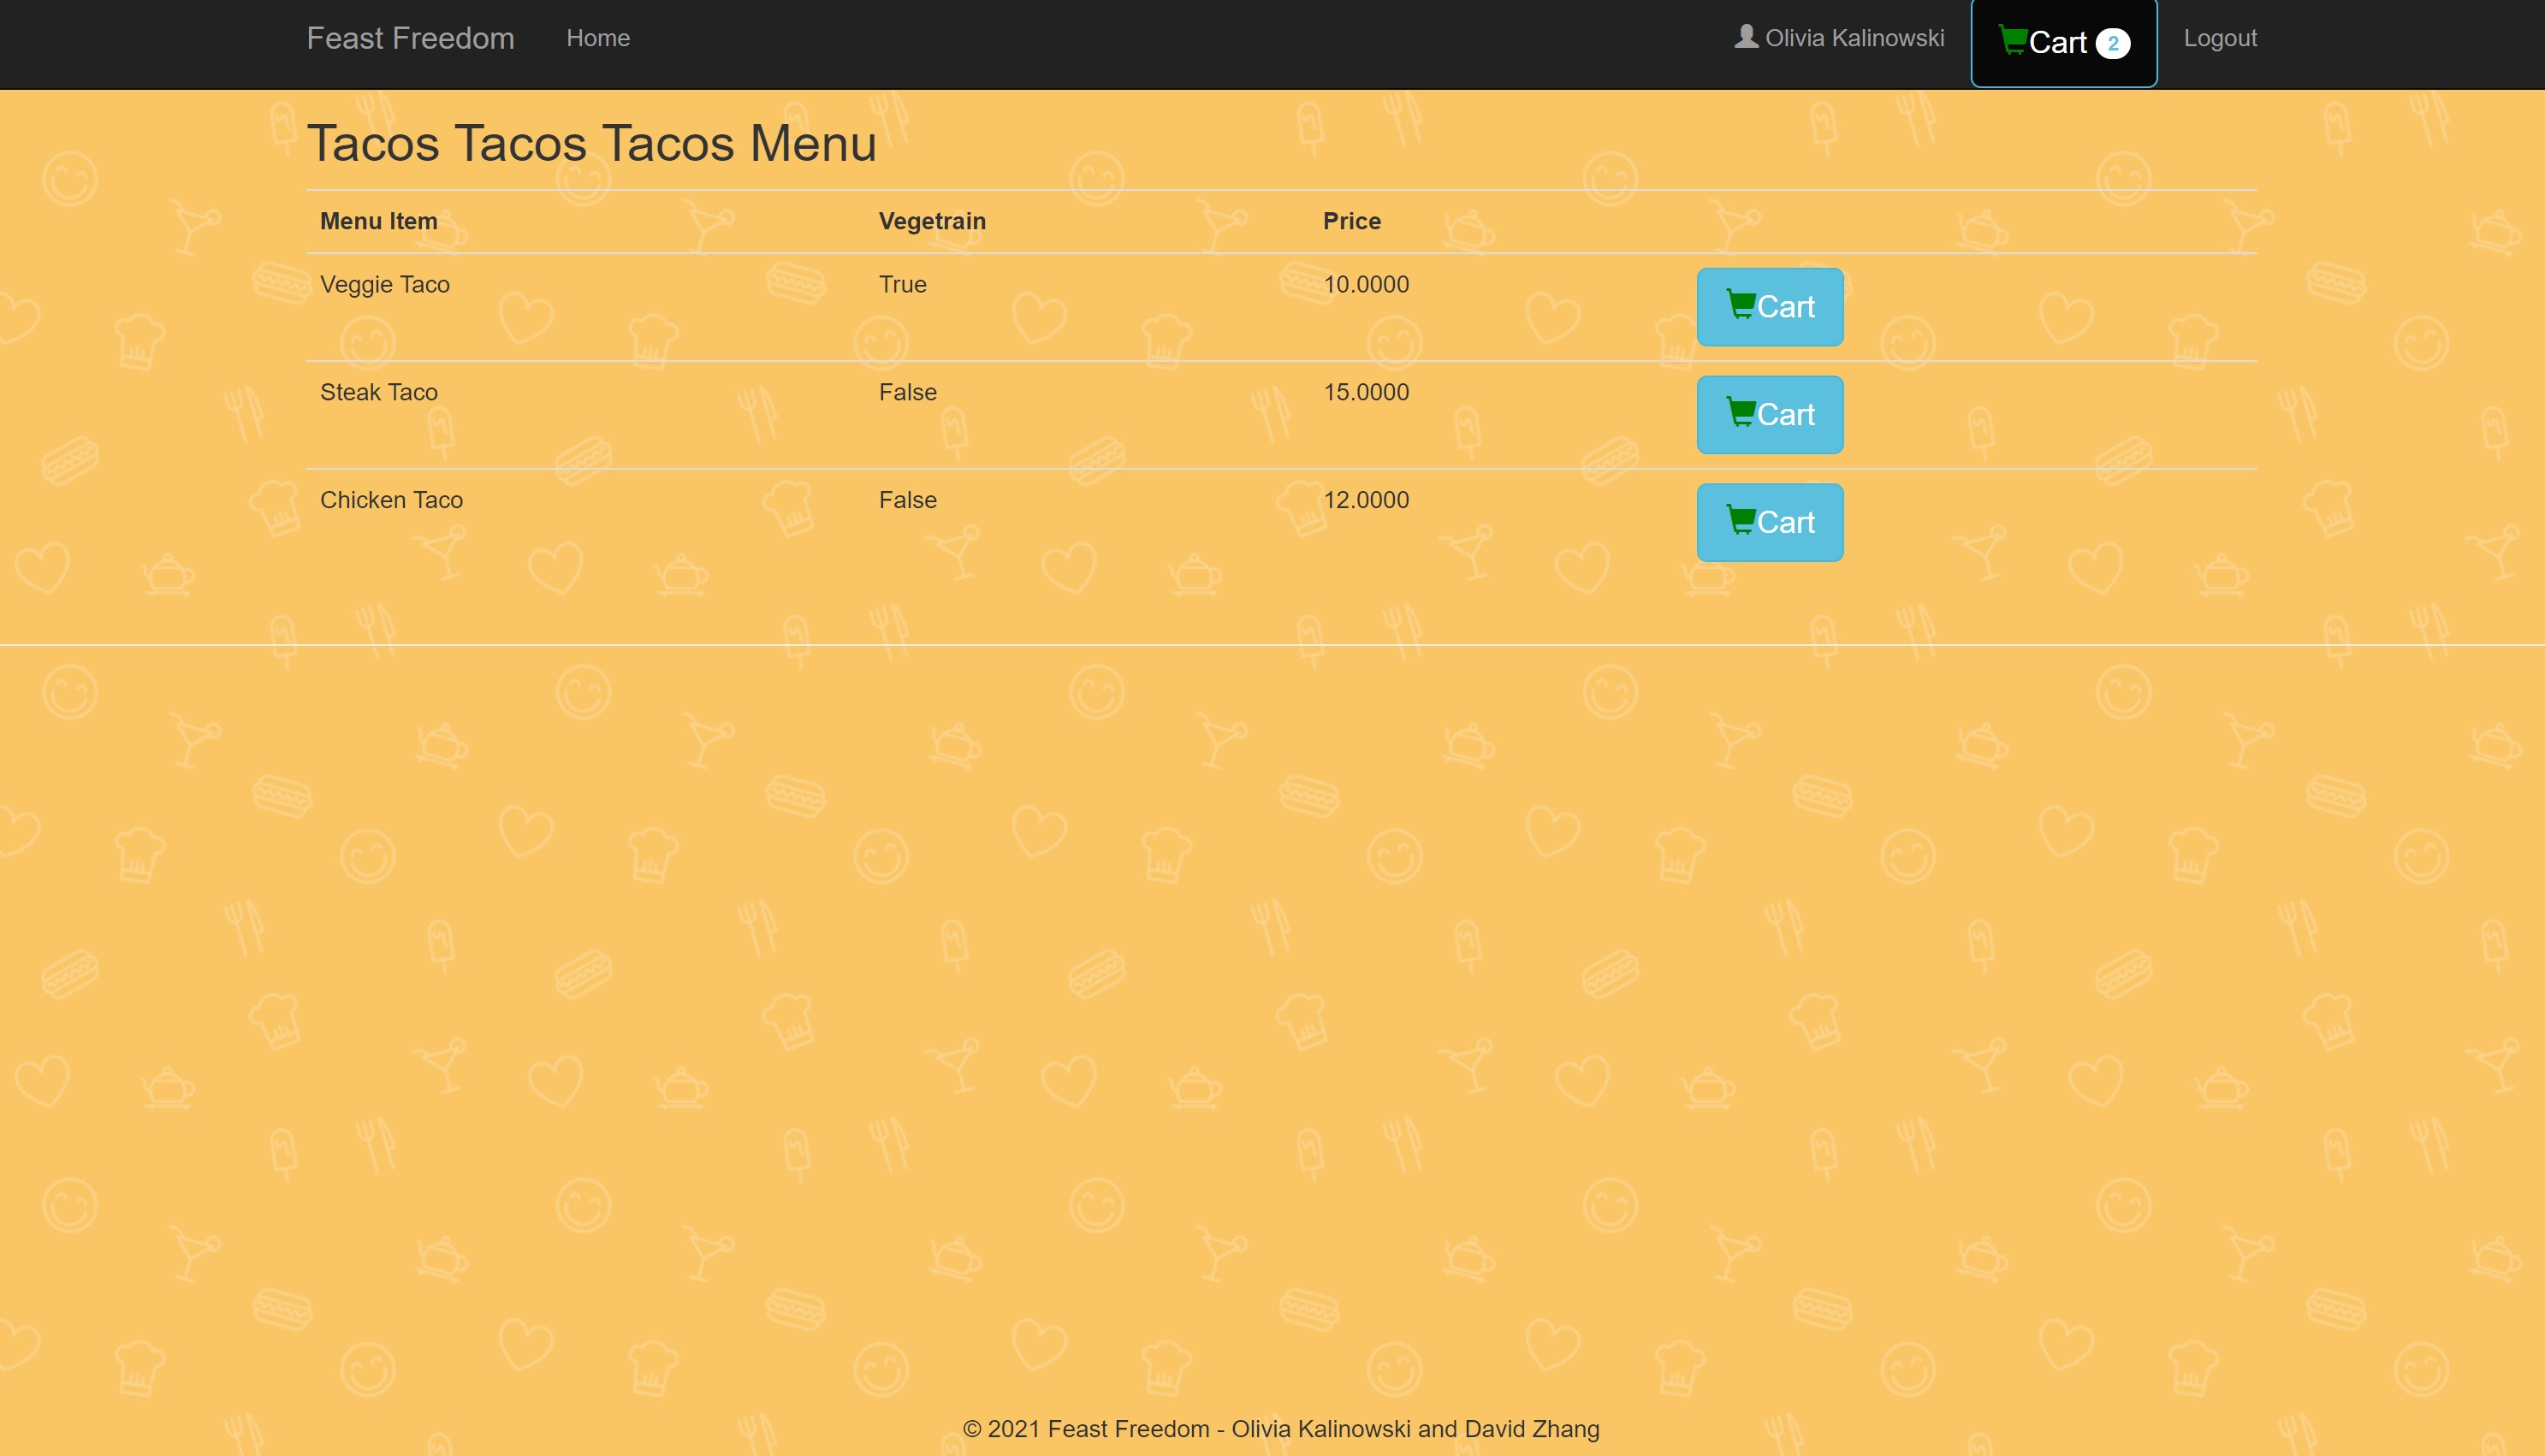 Feast Freedom Home Olivia Kalinowski Cart 2 Logout
Tacos Tacos Tacos Menu
Menu Item Vegetrain Price
Veggie Taco True 10.0000 Cart
Steak Taco False 15.0000 Cart
Chicken Taco False 12.0000 Cart
© 2021 Feast Freedom - Olivia Kalinowski and David Zhang